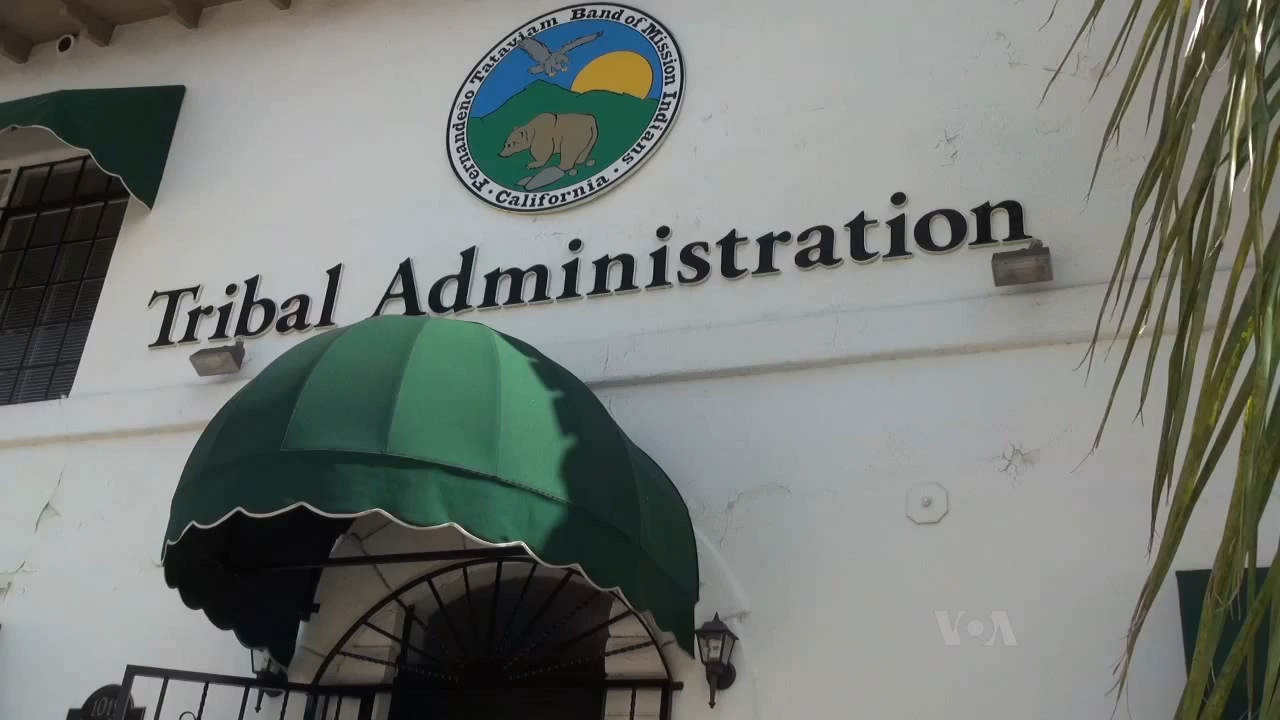 Fernandeño Tataviam Band of Mission Indians
· California ·
Tribal Administration
VOA